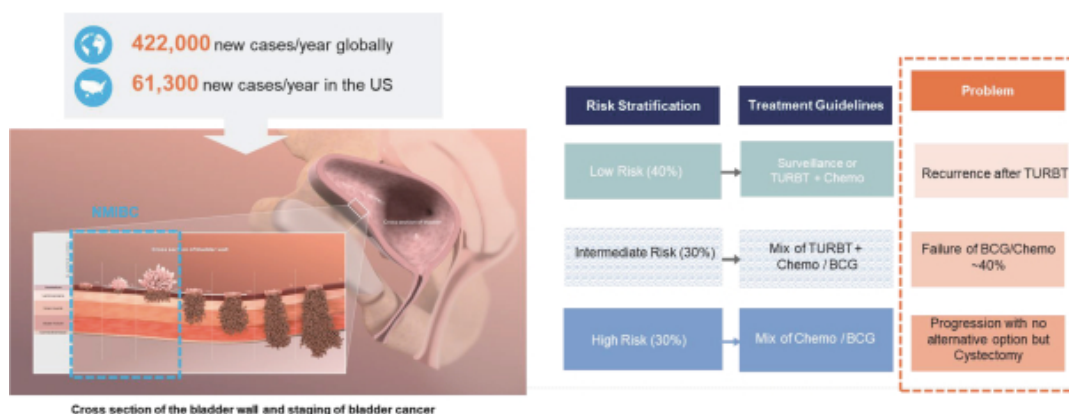 422,000 new cases/year globally
61,300 new cases/year in the US
NMIBC
Cross section of bladder wall
Cross section of bladder
Cross section of the bladder wall and staging of bladder cancer
Risk Stratification
Treatment Guidelines
Problem
Low Risk (40%)
Surveillance or
TURBT + Chemo
Recurrence after TURBT
Intermediate Risk (30%)
Mix of TURBT +
Chemo / BCG
Failure of BCG/Chemo
~40%
High Risk (30%)
Mix of Chemo / BCG
Progression with no
alternative option but
Cystectomy